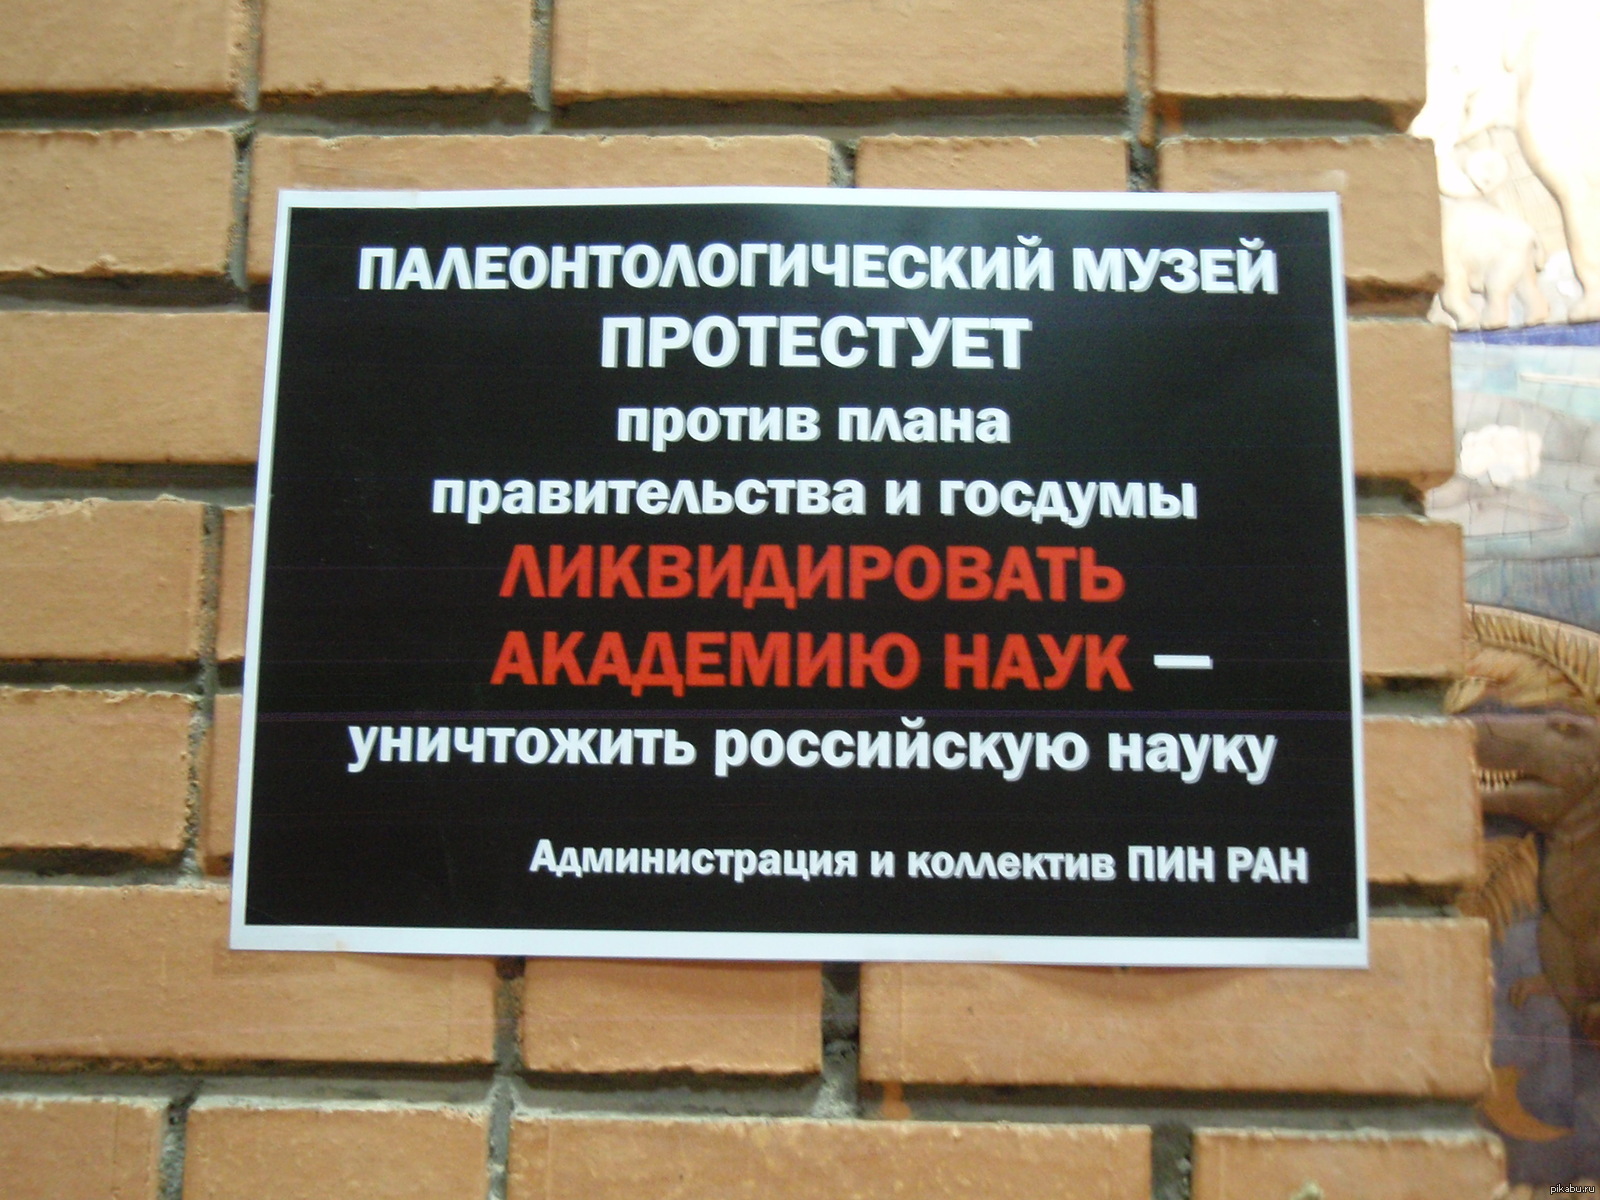 ПАЛЕОНТОЛОГИЧЕСКИЙ МУЗЕЙ
ПРОТЕСТУЕТ
против плана
правительства и госдумы
ЛИКВИДИРОВАТЬ
АКАДЕМИЮ НАУК –
уничтожить российскую науку
Администрация и коллектив ПИН РАН
pikabu.ru